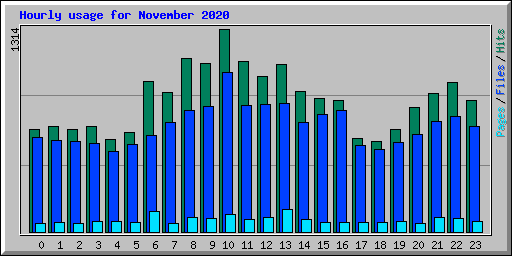 Hourly usage for November 2020
1314
Pages/Files/Hits
0 1 2 3 4 5 6 7 8 9 10 11 12 13 14 15 16 17 18 19 20 21 22 23